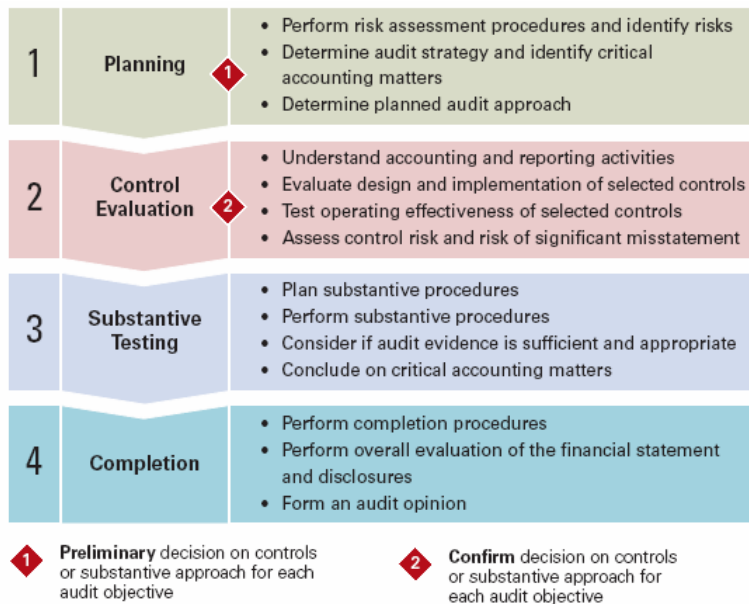 1
Planning
1
• Perform risk assessment procedures and identify risks
• Determine audit strategy and identify critical
accounting matters
• Determine planned audit approach
2
Control
Evaluation
2
• Understand accounting and reporting activities
• Evaluate design and implementation of selected controls
• Test operating effectiveness of selected controls
• Assess control risk and risk of significant misstatement
3
Substantive
Testing
• Plan substantive procedures
• Perform substantive procedures
• Consider if audit evidence is sufficient and appropriate
• Conclude on critical accounting matters
4
Completion
• Perform completion procedures
• Perform overall evaluation of the financial statement
and disclosures
• Form an audit opinion
1
Preliminary decision on controls
or substantive approach for each
audit objective
2
Confirm decision on controls
or substantive approach for
each audit objective